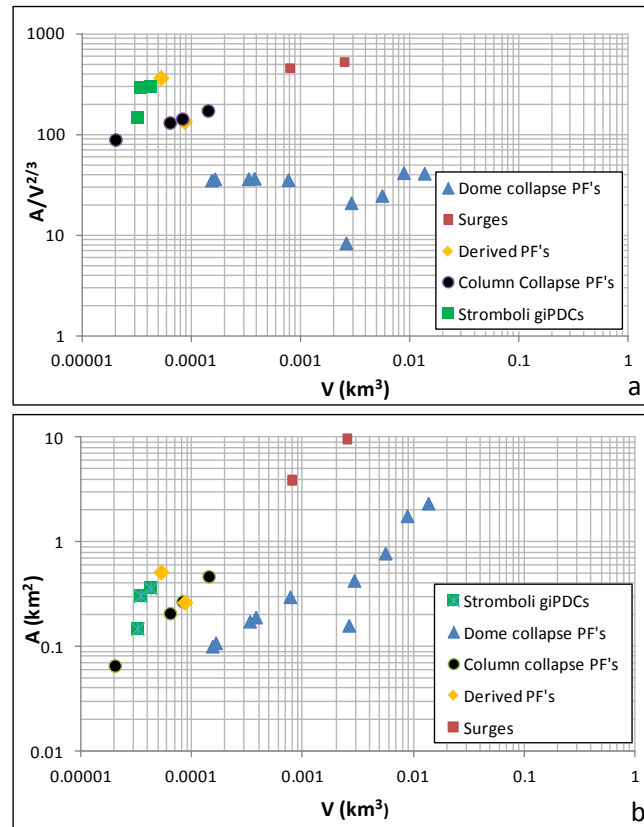 1000
100
10
1
A/V2/3
0.00001
0.0001
0.001
0.01
0.1
1
V (km3)
Dome collapse PF's
Surges
Derived PF's
Column Collapse PF's
Stromboli giPDCs
a
10
1
0.1
0.01
A (km2)
0.00001
0.0001
0.001
0.01
0.1
1
V (km3)
Stromboli giPDCs
Dome collapse PF's
Column collapse PF's
Derived PF's
Surges
b